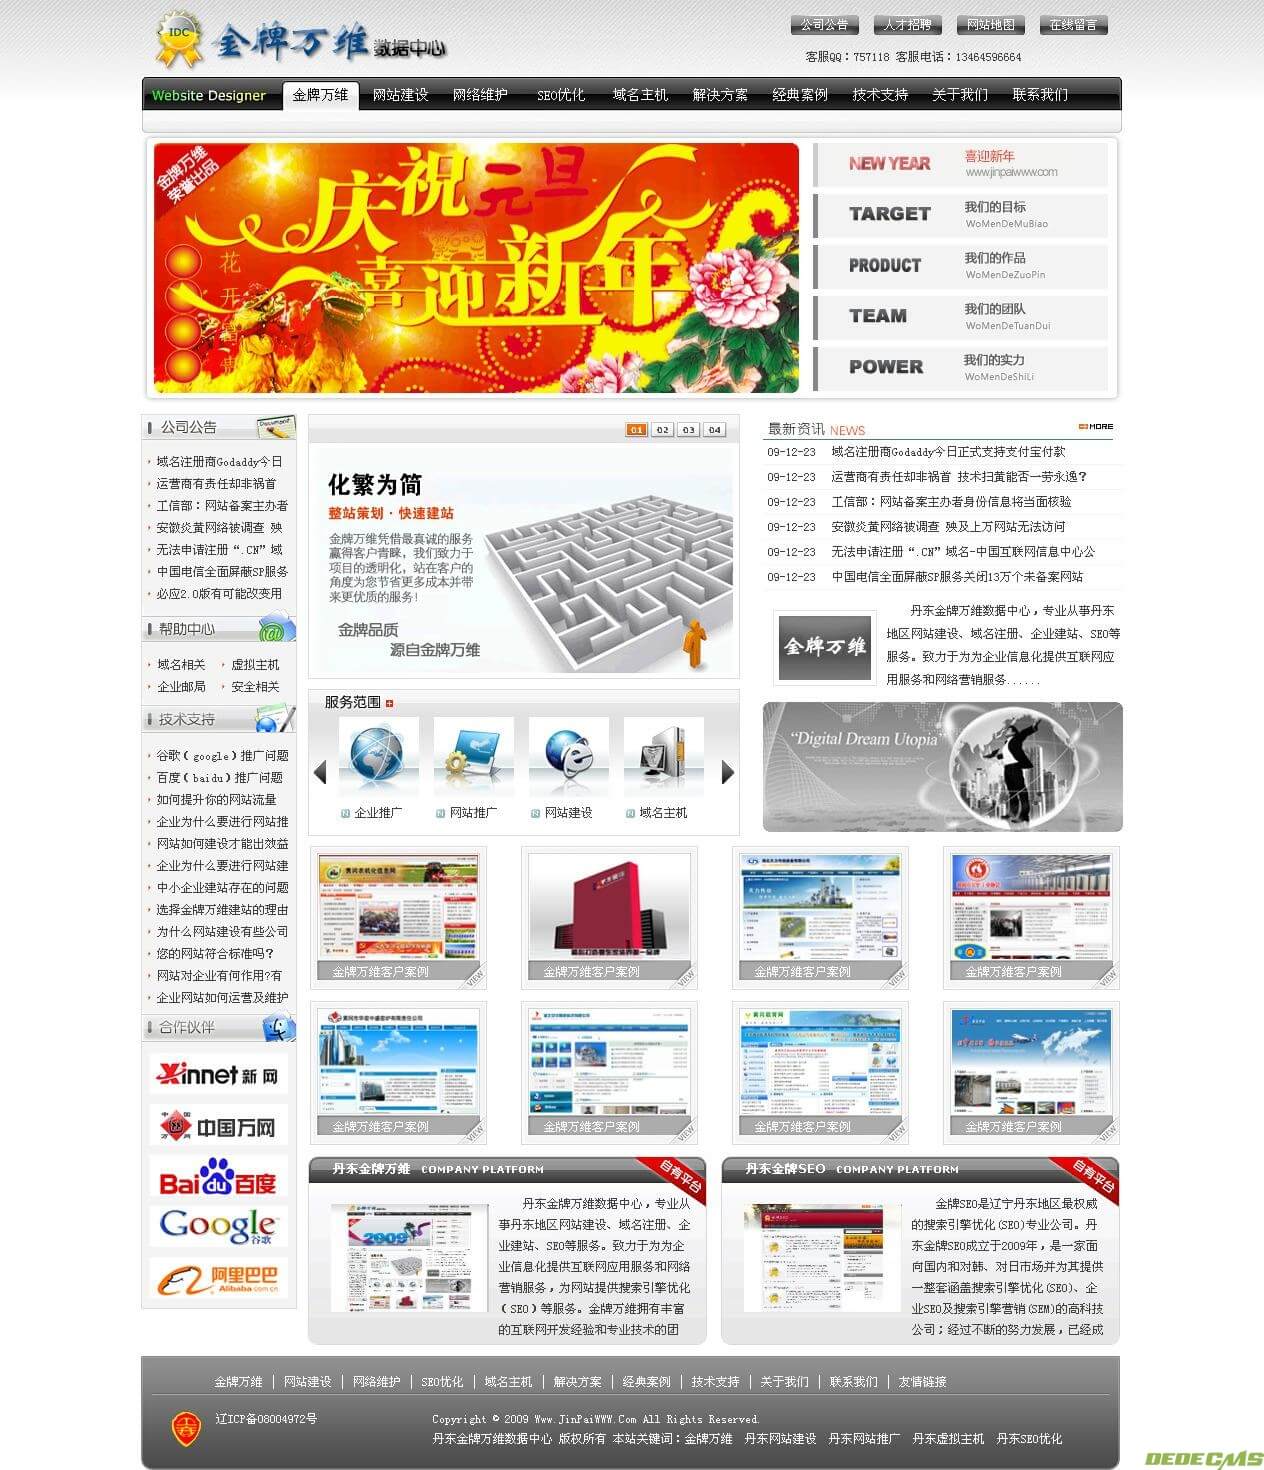 公司公告 人才招聘 网站地图 在线留言
IDC 金牌万维 数据中心
客服QQ：757118 客服电话：13464596664
Website Designer 金牌万维 网站建设 网络维护 SEO优化 域名主机 解决方案 经典案例 技术支持 关于我们 联系我们
金牌万维
荣誉出品
庆祝元旦
喜迎新年
花开富贵
NEW YEAR 喜迎新年
www.jinpaiwww.com
TARGET 我们的目标
WoMenDeMuBiao
PRODUCT 我们的作品
WoMenDeZuoPin
TEAM 我们的团队
WoMenDeTuanDui
POWER 我们的实力
WoMenDeShiLi
公司公告
Document
域名注册商Godaddy今日
运营商有责任却非祸首
工信部：网站备案主办者
安徽炎黄网络被调查 殃
无法申请注册“.CN”域
中国电信全面屏蔽SP服务
必应2.0版有可能改变用
帮助中心
域名相关 虚拟主机
企业邮局 安全相关
技术支持
谷歌（google）推广问题
百度（baidu）推广问题
如何提升你的网站流量
企业为什么要进行网站推
网站如何建设才能出效益
企业为什么要进行网站建
中小企业建站存在的问题
选择金牌万维建站的理由
为什么网站建设有些公司
您的网站符合标准吗？
网站对企业有何作用?有
企业网站如何运营及维护
合作伙伴
Xinnet 新网
中国万网
Bai du 百度
Google 谷歌
阿里巴巴
Alibaba.com
01 02 03 04
化繁为简
整站策划 · 快速建站
金牌万维凭借最真诚的服务
赢得客户青睐，我们致力于
项目的透明化，站在客户的
角度为您节省更多成本并带
来更优质的服务！
金牌品质
源自金牌万维
服务范围
企业推广 网站推广 网站建设 域名主机
最新资讯 NEWS MORE
09-12-23 域名注册商Godaddy今日正式支持支付宝付款
09-12-23 运营商有责任却非祸首 技术扫黄能否一劳永逸？
09-12-23 工信部：网站备案主办者身份信息将当面核验
09-12-23 安徽炎黄网络被调查 殃及上万网站无法访问
09-12-23 无法申请注册“.CN”域名-中国互联网信息中心公
09-12-23 中国电信全面屏蔽SP服务关闭13万个未备案网站
金牌万维
丹东金牌万维数据中心，专业从事丹东
地区网站建设、域名注册、企业建站、SEO等
服务。致力于为为企业信息化提供互联网应
用服务和网络营销服务......
"Digital Dream Utopia"
金牌万维客户案例 VIEW 金牌万维客户案例 VIEW 金牌万维客户案例 VIEW 金牌万维客户案例 VIEW
金牌万维客户案例 VIEW 金牌万维客户案例 VIEW 金牌万维客户案例 VIEW 金牌万维客户案例 VIEW
丹东金牌万维 COMPANY PLATFORM 自有平台
2009
丹东金牌万维数据中心，专业从
事丹东地区网站建设、域名注册、企
业建站、SEO等服务。致力于为为企
业信息化提供互联网应用服务和网络
营销服务，为网站提供搜索引擎优化
（SEO）等服务。金牌万维拥有丰富
的互联网开发经验和专业技术的团
丹东金牌SEO COMPANY PLATFORM 自有平台
金牌SEO是辽宁丹东地区最权威
的搜索引擎优化(SEO)专业公司。丹
东金牌SEO成立于2009年，是一家面
向国内和对韩、对日市场并为其提供
一整套涵盖搜索引擎优化(SEO)、企
业SEO及搜索引擎营销(SEM)的高科技
公司；经过不断的努力发展，已经成
金牌万维 | 网站建设 | 网络维护 | SEO优化 | 域名主机 | 解决方案 | 经典案例 | 技术支持 | 关于我们 | 联系我们 | 友情链接
辽ICP备08004972号
Copyright © 2009 Www.JinPaiWWW.Com All Rights Reserved.
丹东金牌万维数据中心 版权所有 本站关键词：金牌万维 丹东网站建设 丹东网站推广 丹东虚拟主机 丹东SEO优化
DEDECMS